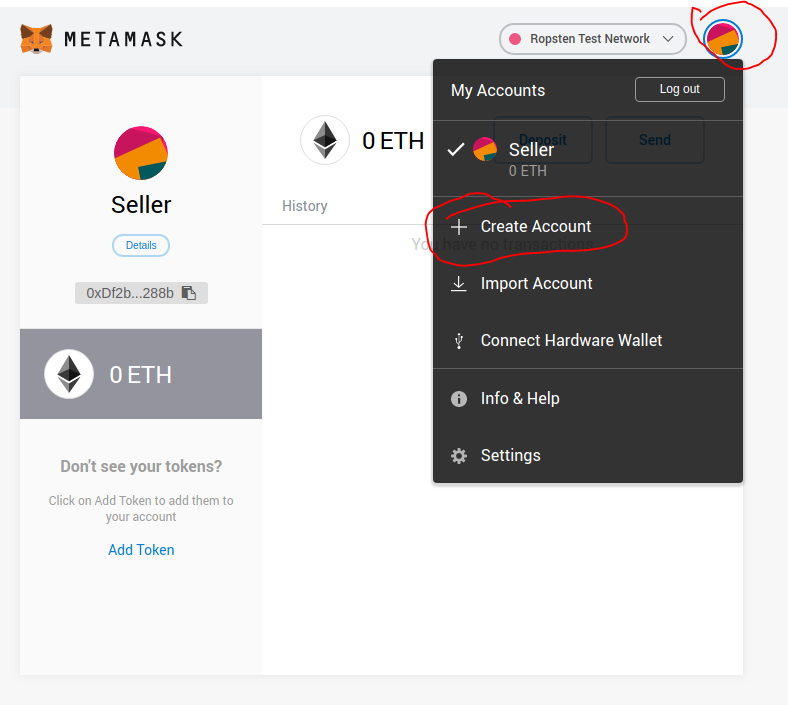 METAMASK
Ropsten Test Network
My Accounts
Log out
Seller
0 ETH
Create Account
Import Account
Connect Hardware Wallet
Info & Help
Settings
Seller
Details
0xDf2b...288b
0 ETH
Don't see your tokens?
Click on Add Token to add them to
your account
Add Token
0 ETH
Deposit
Send
History
You have no transactions